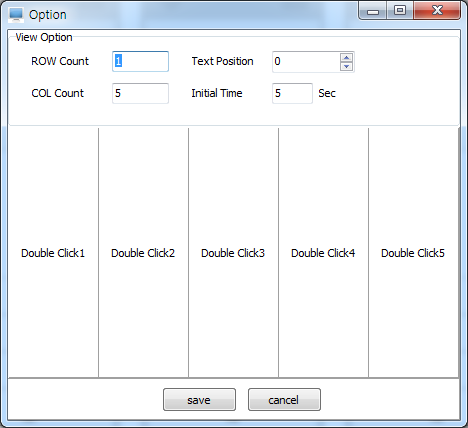 Option
View Option
ROW Count 1 Text Position 0
COL Count 5 Initial Time 5 Sec
Double Click1 Double Click2 Double Click3 Double Click4 Double Click5
save cancel